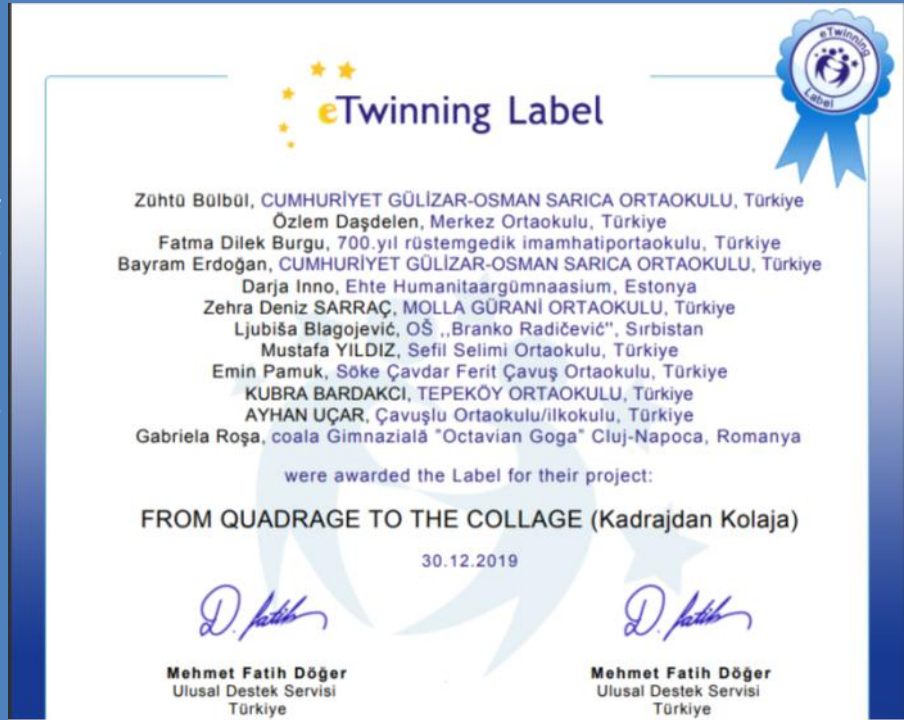 eTwinning Label
eTwinning
Label
Zühtü Bülbül, CUMHURİYET GÜLİZAR-OSMAN SARICA ORTAOKULU, Türkiye
Özlem Daşdelen, Merkez Ortaokulu, Türkiye
Fatma Dilek Burgu, 700.yıl rüstemgedik imamhatiportaokulu, Türkiye
Bayram Erdoğan, CUMHURİYET GÜLİZAR-OSMAN SARICA ORTAOKULU, Türkiye
Darja Inno, Ehte Humanitaargümnaasium, Estonya
Zehra Deniz SARRAÇ, MOLLA GÜRANİ ORTAOKULU, Türkiye
Ljubiša Blagojević, OŠ ,,Branko Radičević", Sırbistan
Mustafa YILDIZ, Sefil Selimi Ortaokulu, Türkiye
Emin Pamuk, Söke Çavdar Ferit Çavuş Ortaokulu, Türkiye
KUBRA BARDAKCI, TEPEKÖY ORTAOKULU, Türkiye
AYHAN UÇAR, Çavuşlu Ortaokulu/ilkokulu, Türkiye
Gabriela Roşa, coala Gimnazială "Octavian Goga" Cluj-Napoca, Romanya
were awarded the Label for their project:
FROM QUADRAGE TO THE COLLAGE (Kadrajdan Kolaja)
30.12.2019
D. fatih D. fatih
Mehmet Fatih Döğer Mehmet Fatih Döğer
Ulusal Destek Servisi Ulusal Destek Servisi
Türkiye Türkiye